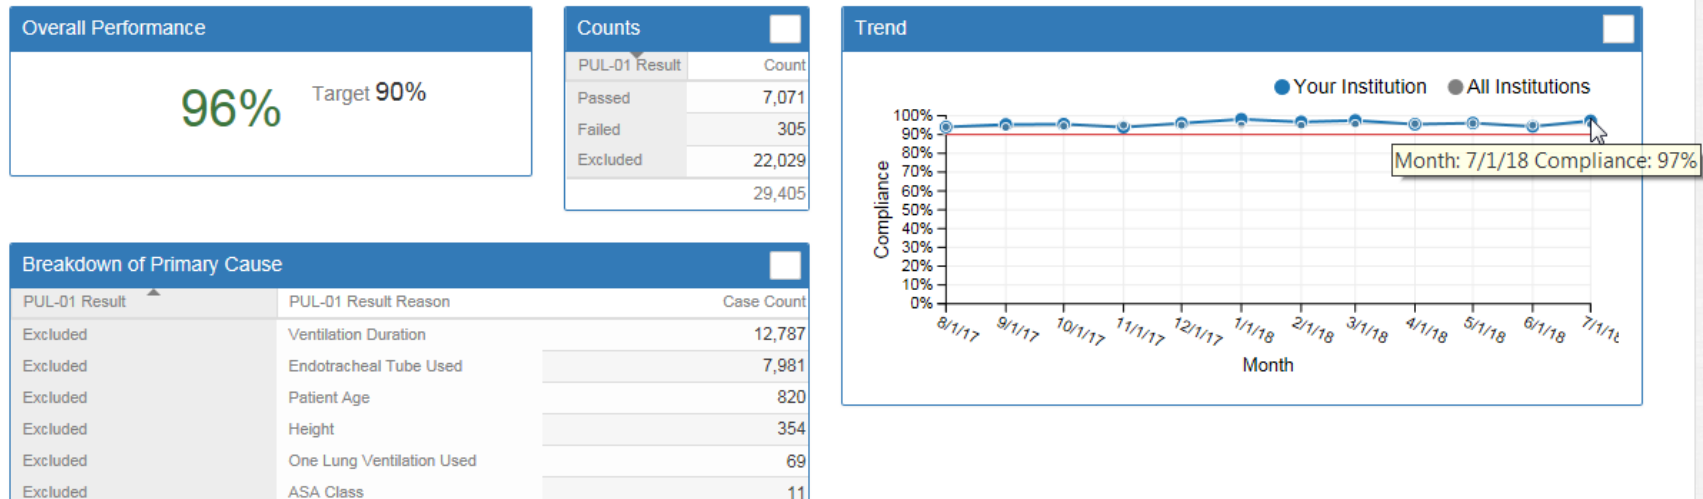 Overall Performance
96%
Target 90%
Counts
PUL-01 Result Count
Passed 7,071
Failed 305
Excluded 22,029
29,405
Trend
Your Institution All Institutions
100%
90%
80%
70%
60%
50%
40%
30%
20%
10%
0%
Compliance
8/1/17 9/1/17 10/1/17 11/1/17 12/1/17 1/1/18 2/1/18 3/1/18 4/1/18 5/1/18 6/1/18 7/1/18
Month
Month: 7/1/18 Compliance: 97%
Breakdown of Primary Cause
PUL-01 Result PUL-01 Result Reason Case Count
Excluded Ventilation Duration 12,787
Excluded Endotracheal Tube Used 7,981
Excluded Patient Age 820
Excluded Height 354
Excluded One Lung Ventilation Used 69
Excluded ASA Class 11